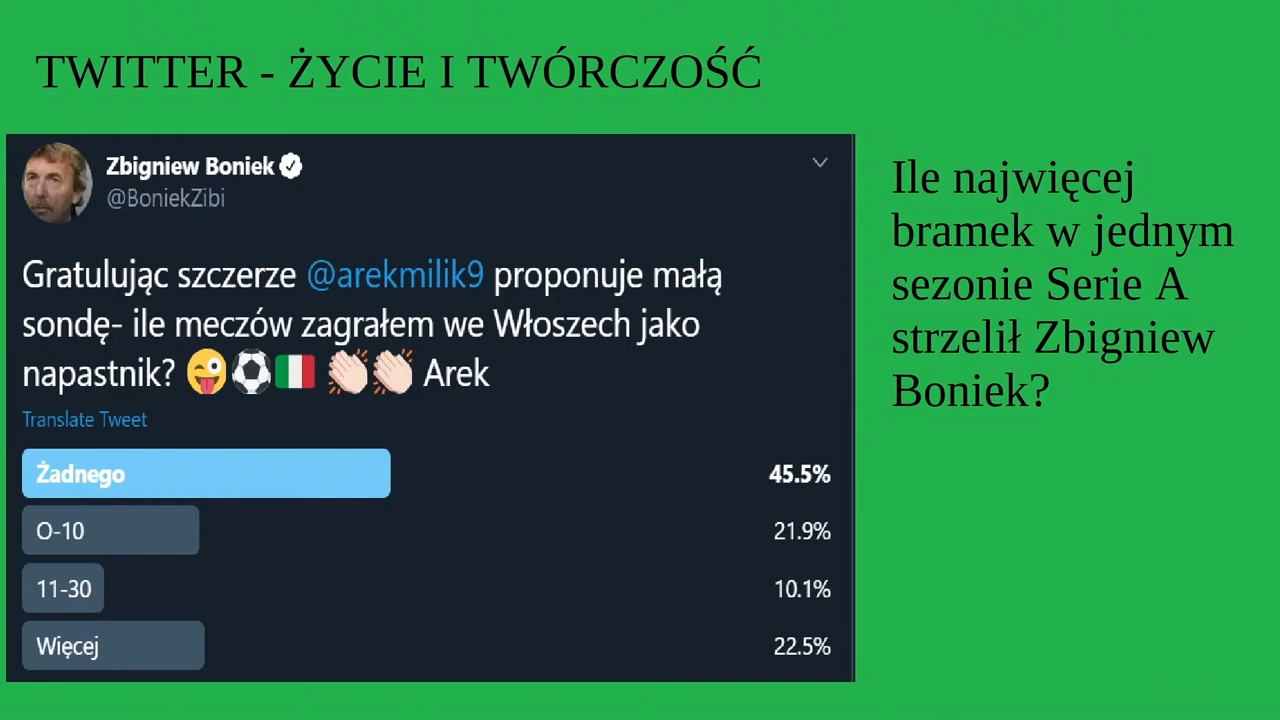 TWITTER - ŻYCIE I TWÓRCZOŚĆ
Zbigniew Boniek
@BoniekZibi
Gratulując szczerze @arekmilik9 proponuje małą
sondę- ile meczów zagrałem we Włoszech jako
napastnik? 😜⚽🇮🇹 👏🏻👏🏻 Arek
Translate Tweet
Żadnego 45.5%
O-10 21.9%
11-30 10.1%
Więcej 22.5%
Ile najwięcej
bramek w jednym
sezonie Serie A
strzelił Zbigniew
Boniek?